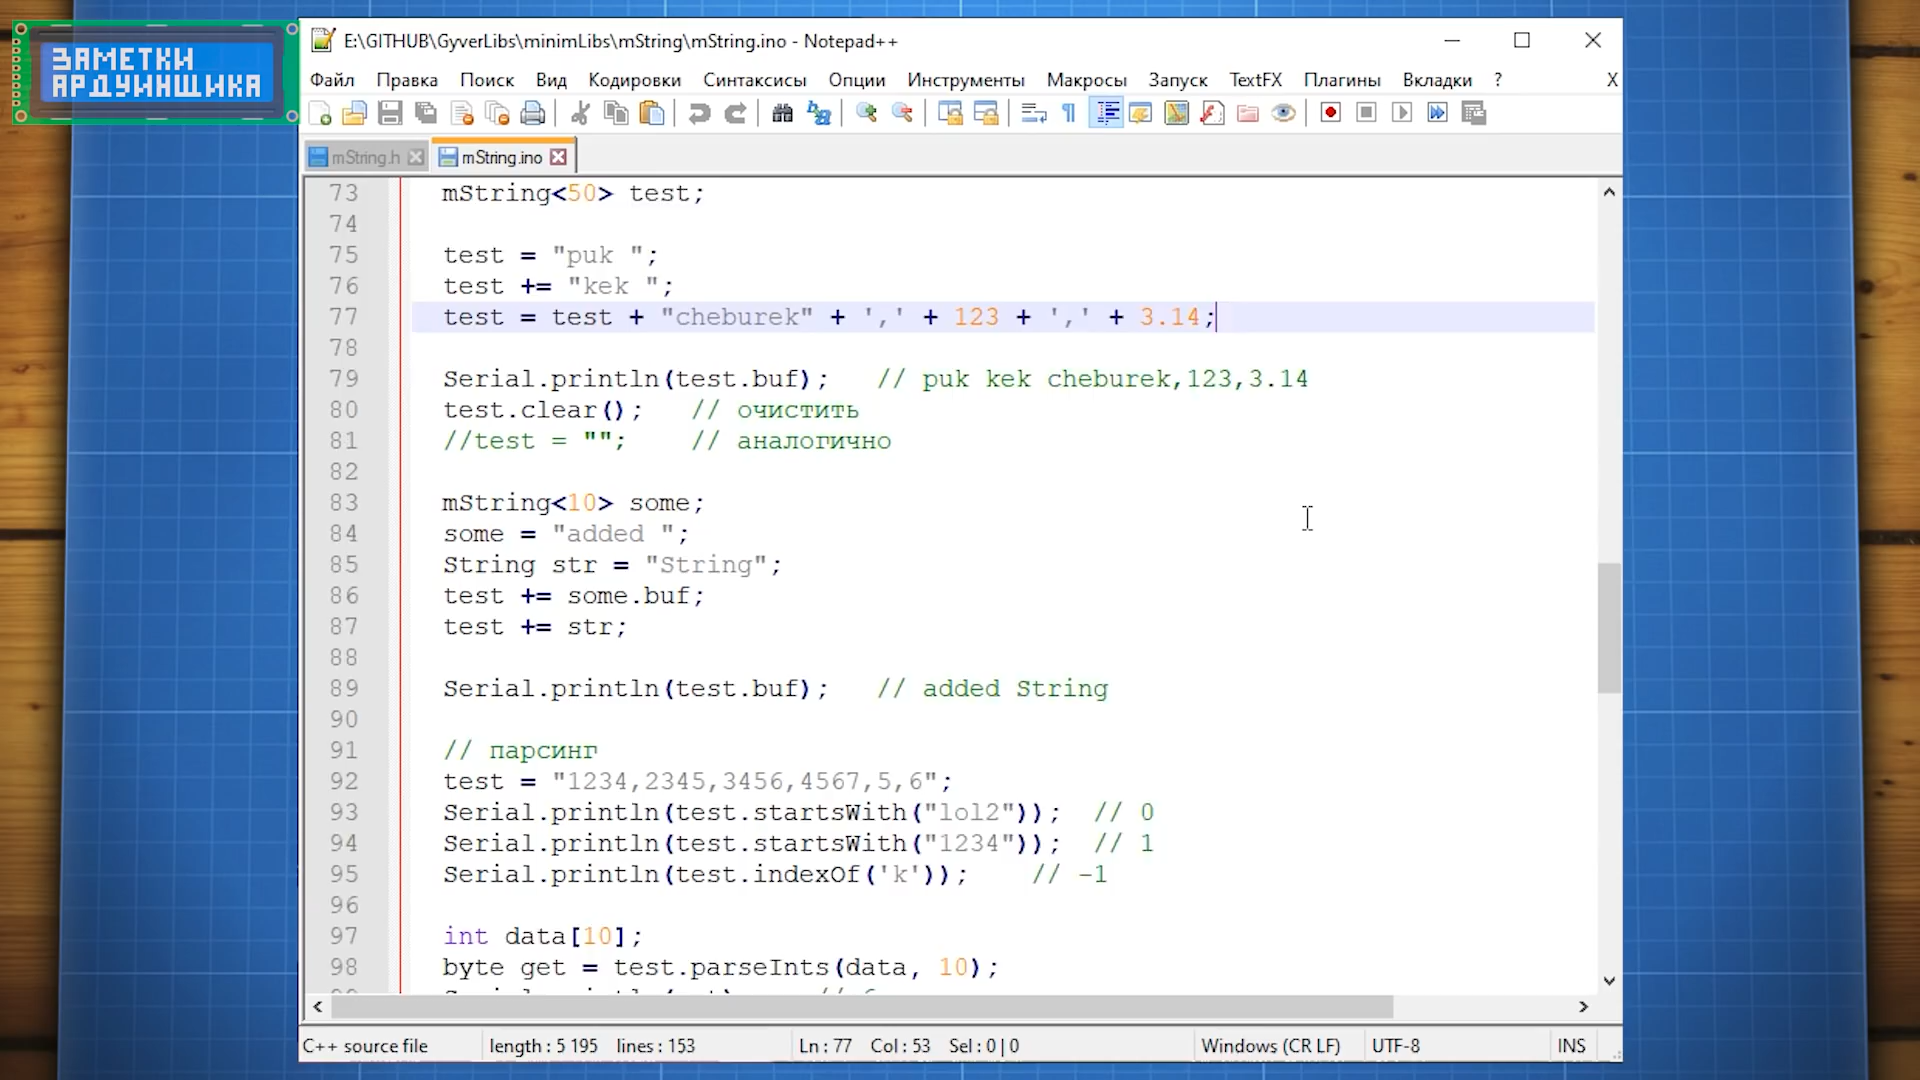 ЗАМЕТКИ
АРДУИНЩИКА
E:\GITHUB\GyverLibs\minimLibs\mString\mString.ino - Notepad++
Файл Правка Поиск Вид Кодировки Синтаксисы Опции Инструменты Макросы Запуск TextFX Плагины Вкладки ? X
mString.h mString.ino
73 mString<50> test;
74
75 test = "puk ";
76 test += "kek ";
77 test = test + "cheburek" + ',' + 123 + ',' + 3.14;
78
79 Serial.println(test.buf); // puk kek cheburek,123,3.14
80 test.clear(); // очистить
81 //test = ""; // аналогично
82
83 mString<10> some;
84 some = "added ";
85 String str = "String";
86 test += some.buf;
87 test += str;
88
89 Serial.println(test.buf); // added String
90
91 // парсинг
92 test = "1234,2345,3456,4567,5,6";
93 Serial.println(test.startsWith("lol2")); // 0
94 Serial.println(test.startsWith("1234")); // 1
95 Serial.println(test.indexOf('k')); // -1
96
97 int data[10];
98 byte get = test.parseInts(data, 10);
C++ source file length : 5 195 lines : 153 Ln : 77 Col : 53 Sel : 0 | 0 Windows (CR LF) UTF-8 INS